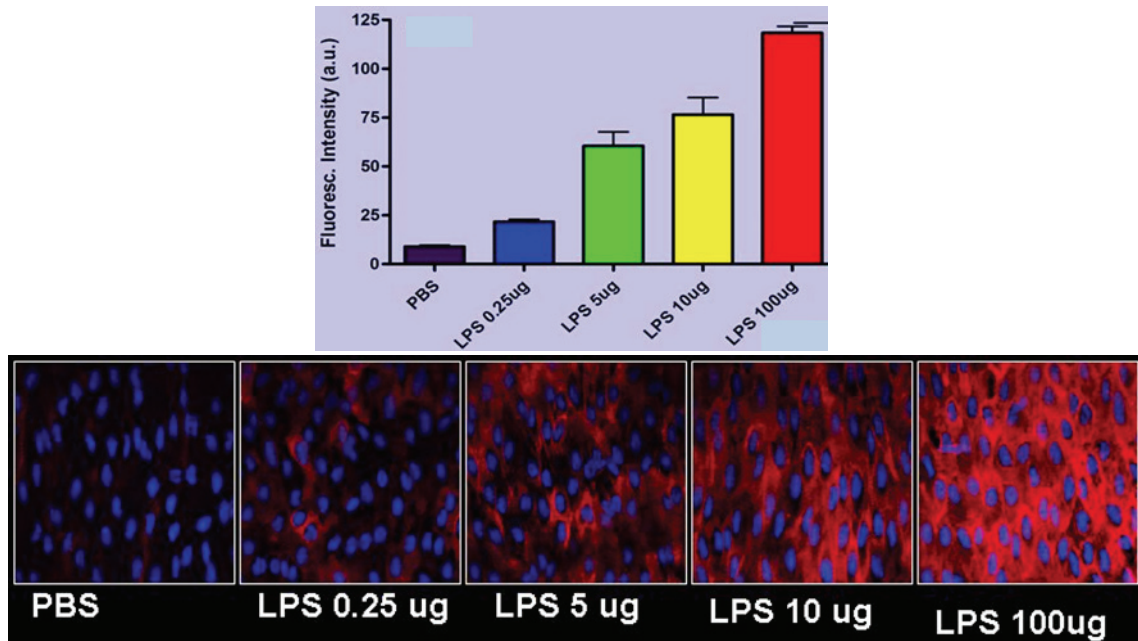 Fluoresc. Intensity (a.u.)
125
100
75
50
25
0
PBS
LPS 0.25ug
LPS 5ug
LPS 10ug
LPS 100ug
PBS
LPS 0.25 ug
LPS 5 ug
LPS 10 ug
LPS 100ug